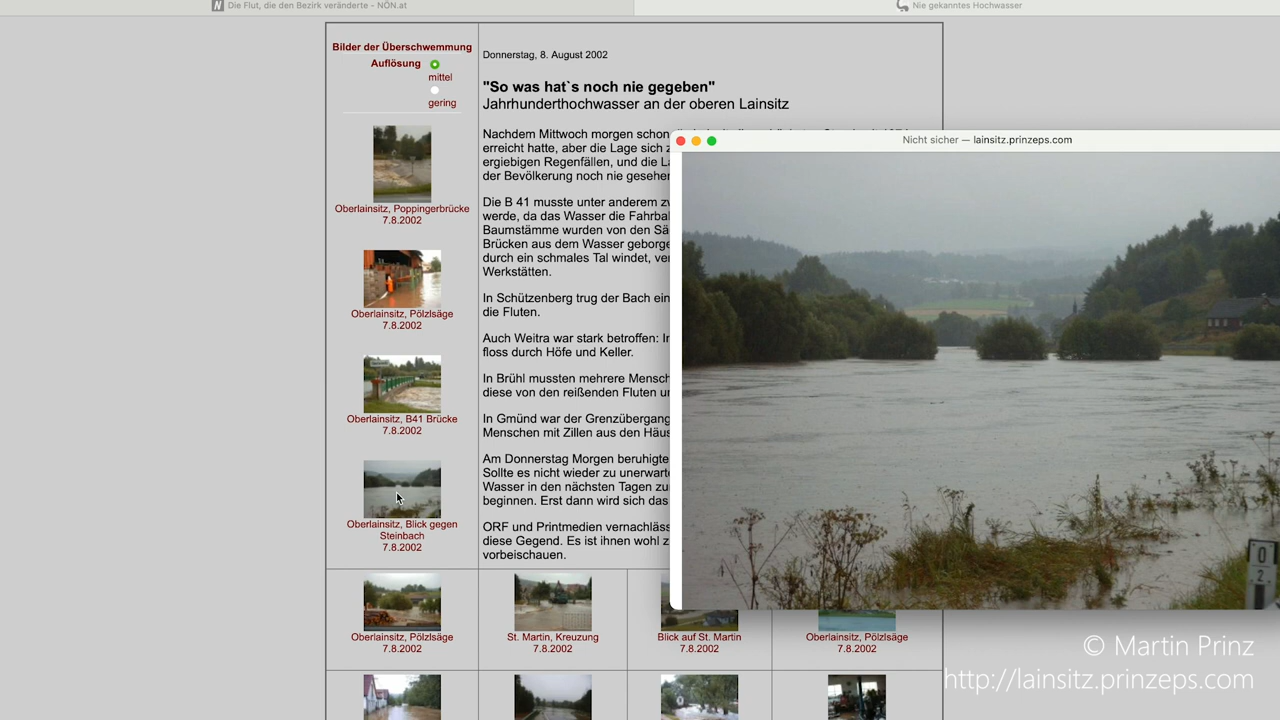 Die Flut, die den Bezirk veränderte - NÖN.at
Nie gekanntes Hochwasser
Bilder der Überschwemmung
Auflösung
mittel
gering
Oberlainsitz, Poppingerbrücke
7.8.2002
Oberlainsitz, Pölzlsäge
7.8.2002
Oberlainsitz, B41 Brücke
7.8.2002
Oberlainsitz, Blick gegen
Steinbach
7.8.2002
Donnerstag, 8. August 2002
"So was hat`s noch nie gegeben"
Jahrhunderthochwasser an der oberen Lainsitz
Nachdem Mittwoch morgen schon
erreicht hatte, aber die Lage sich
ergiebigen Regenfällen, und die
der Bevölkerung noch nie
Die B 41 musste unter anderem
werde, da das Wasser die
Baumstämme wurden von den
Brücken aus dem Wasser
durch ein schmales Tal windet,
Werkstätten.
In Schützenberg trug der Bach
die Fluten.
Auch Weitra war stark betroffen:
floss durch Höfe und Keller.
In Brühl mussten mehrere
diese von den reißenden Fluten
In Gmünd war der
Menschen mit Zillen aus den
Am Donnerstag Morgen
Sollte es nicht wieder zu
Wasser in den nächsten Tagen
beginnen. Erst dann wird sich das
ORF und Printmedien
diese Gegend. Es ist ihnen wohl
vorbeischauen.
Nicht sicher — lainsitz.prinzeps.com
0
2
Oberlainsitz, Pölzlsäge
7.8.2002
St. Martin, Kreuzung
7.8.2002
Blick auf St. Martin
7.8.2002
Oberlainsitz, Pölzlsäge
7.8.2002
© Martin Prinz
http://lainsitz.prinzeps.com